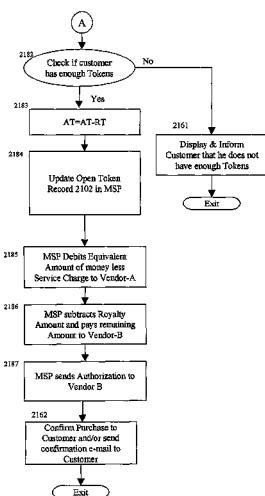 A
2182
Check if customer
has enough Tokens
No
Yes
2183
AT=AT-RT
2161
Display & Inform
Customer that he does not
have enough Tokens
Exit
2184
Update Open Token
Record 2102 in MSP
2185
MSP Debits Equivalent
Amount of money less
Service Charge to Vendor-A
2186
MSP subtracts Royalty
Amount and pays remaining
Amount to Vendor-B
2187
MSP sends Authorization to
Vendor B
2162
Confirm Purchase to
Customer and/or send
confirmation e-mail to
Customer
Exit